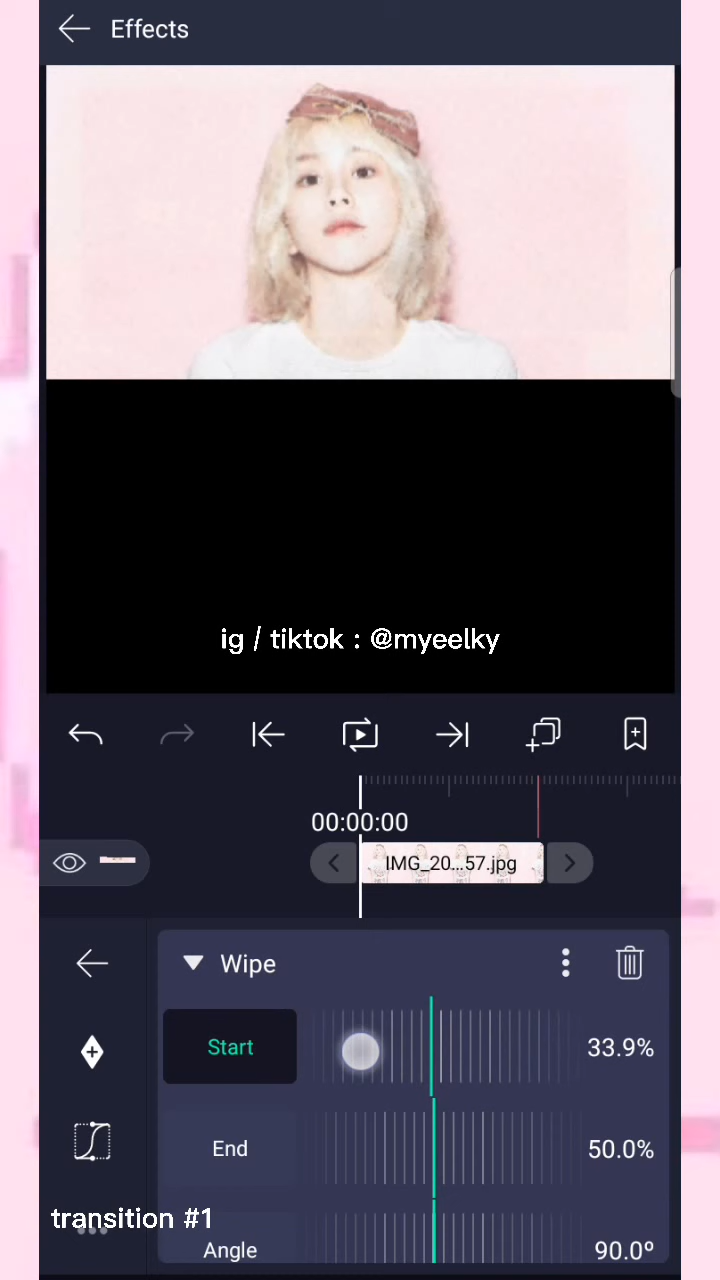 Effects
ig / tiktok : @myeelky
00:00:00
IMG_20...57.jpg
Wipe
Start
33.9%
End
50.0%
transition #1
Angle
90.0º